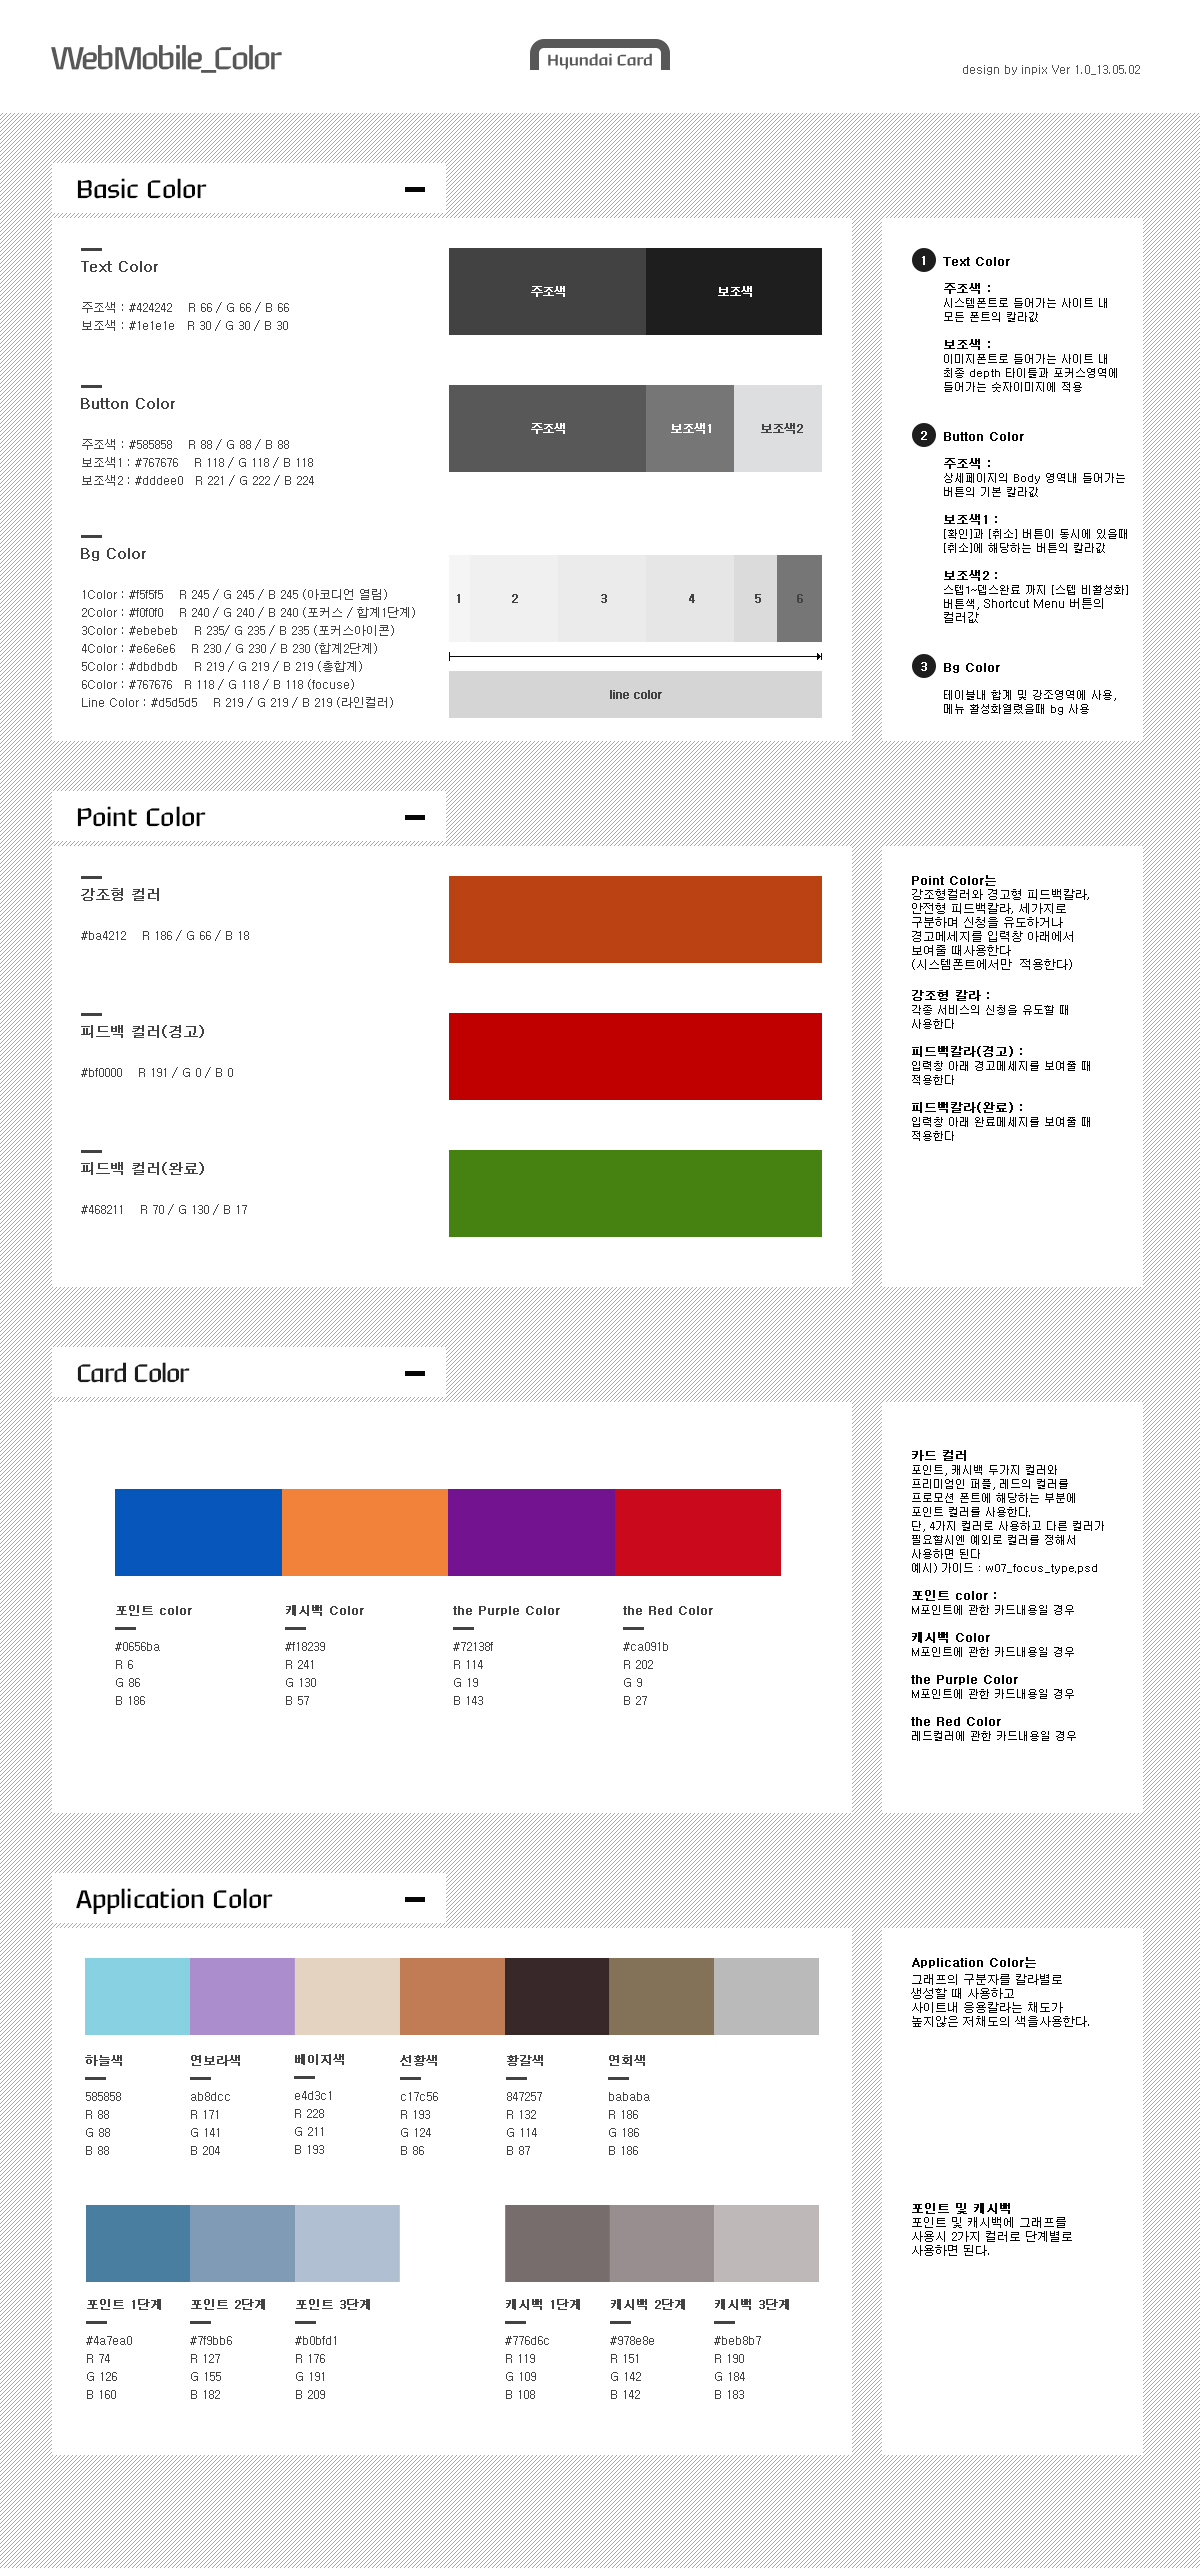 WebMobile_Color
Hyundai Card
design by inpix Ver 1.0_13.05.02
Basic Color
Text Color
주조색 : #424242 R 66 / G 66 / B 66
보조색 : #1e1e1e R 30 / G 30 / B 30
주조색
보조색
Button Color
주조색 : #585858 R 88 / G 88 / B 88
보조색1 : #767676 R 118 / G 118 / B 118
보조색2 : #dddee0 R 221 / G 222 / B 224
주조색
보조색1
보조색2
Bg Color
1Color : #f5f5f5 R 245 / G 245 / B 245 (아코디언 열림)
2Color : #f0f0f0 R 240 / G 240 / B 240 (포커스 / 합계1단계)
3Color : #ebebeb R 235/ G 235 / B 235 (포커스아이콘)
4Color : #e6e6e6 R 230 / G 230 / B 230 (합계2단계)
5Color : #dbdbdb R 219 / G 219 / B 219 (총합계)
6Color : #767676 R 118 / G 118 / B 118 (focuse)
Line Color : #d5d5d5 R 219 / G 219 / B 219 (라인컬러)
1
2
3
4
5
6
line color
1 Text Color
주조색 :
시스템폰트로 들어가는 사이트 내
모든 폰트의 칼라값
보조색 :
이미지폰트로 들어가는 사이트 내
최종 depth 타이틀과 포커스영역에
들어가는 숫자이미지에 적용
2 Button Color
주조색 :
상세페이지의 Body 영역내 들어가는
버튼의 기본 칼라값
보조색1 :
[확인]과 [취소] 버튼이 동시에 있을때
[취소]에 해당하는 버튼의 칼라값
보조색2 :
스텝1~뎁스완료 까지 [스텝 비활성화]
버튼색, Shortcut Menu 버튼의
컬러값
3 Bg Color
테이블내 합계 및 강조영역에 사용,
메뉴 활성화열렸을때 bg 사용
Point Color
강조형 컬러
#ba4212 R 186 / G 66 / B 18
피드백 컬러(경고)
#bf0000 R 191 / G 0 / B 0
피드백 컬러(완료)
#468211 R 70 / G 130 / B 17
Point Color는
강조형컬러와 경고형 피드백칼라,
안전형 피드백칼라, 세가지로
구분하며 신청을 유도하거나
경고메세지를 입력창 아래에서
보여줄 때사용한다
(시스템폰트에서만 적용한다)
강조형 칼라 :
각종 서비스의 신청을 유도할 때
사용한다
피드백칼라(경고) :
입력창 아래 경고메세지를 보여줄 때
적용한다
피드백칼라(완료) :
입력창 아래 완료메세지를 보여줄 때
적용한다
Card Color
포인트 color
#0656ba
R 6
G 86
B 186
캐시백 Color
#f18239
R 241
G 130
B 57
the Purple Color
#72138f
R 114
G 19
B 143
the Red Color
#ca091b
R 202
G 9
B 27
카드 컬러
포인트, 캐시백 두가지 컬러와
프리미엄인 퍼플, 레드의 컬러를
프로모션 폰트에 해당하는 부분에
포인트 컬러를 사용한다.
단, 4가지 컬러로 사용하고 다른 컬러가
필요할시엔 예외로 컬러를 정해서
사용하면 된다
예시) 가이드 : w07_focus_type.psd
포인트 color :
M포인트에 관한 카드내용일 경우
캐시백 Color
M포인트에 관한 카드내용일 경우
the Purple Color
M포인트에 관한 카드내용일 경우
the Red Color
레드컬러에 관한 카드내용일 경우
Application Color
하늘색
585858
R 88
G 88
B 88
연보라색
ab8dcc
R 171
G 141
B 204
베이지색
e4d3c1
R 228
G 211
B 193
선황색
c17c56
R 193
G 124
B 86
황갈색
847257
R 132
G 114
B 87
연회색
bababa
R 186
G 186
B 186
Application Color는
그래프의 구분자를 칼라별로
생성할 때 사용하고
사이트내 응용칼라는 채도가
높지않은 저채도의 색을사용한다.
포인트 1단계
#4a7ea0
R 74
G 126
B 160
포인트 2단계
#7f9bb6
R 127
G 155
B 182
포인트 3단계
#b0bfd1
R 176
G 191
B 209
캐시백 1단계
#776d6c
R 119
G 109
B 108
캐시백 2단계
#978e8e
R 151
G 142
B 142
캐시백 3단계
#beb8b7
R 190
G 184
B 183
포인트 및 캐시백
포인트 및 캐시백에 그래프를
사용시 2가지 컬러로 단계별로
사용하면 된다.